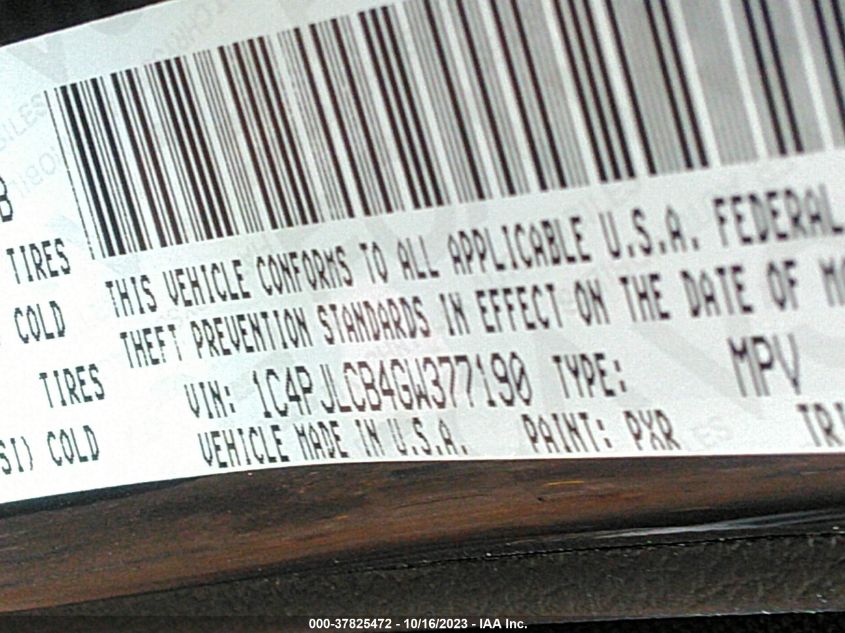 B
TIRES
COLD
THIS VEHICLE CONFORMS TO ALL APPLICABLE U.S.A. FEDERAL
THEFT PREVENTION STANDARDS IN EFFECT ON THE DATE OF
TIRES
VIN: 1C4PJLCB4GW377190 TYPE: MPV
SI) COLD
VEHICLE MADE IN U.S.A. PAINT: PXR
000-37825472 - 10/16/2023 - IAA Inc.